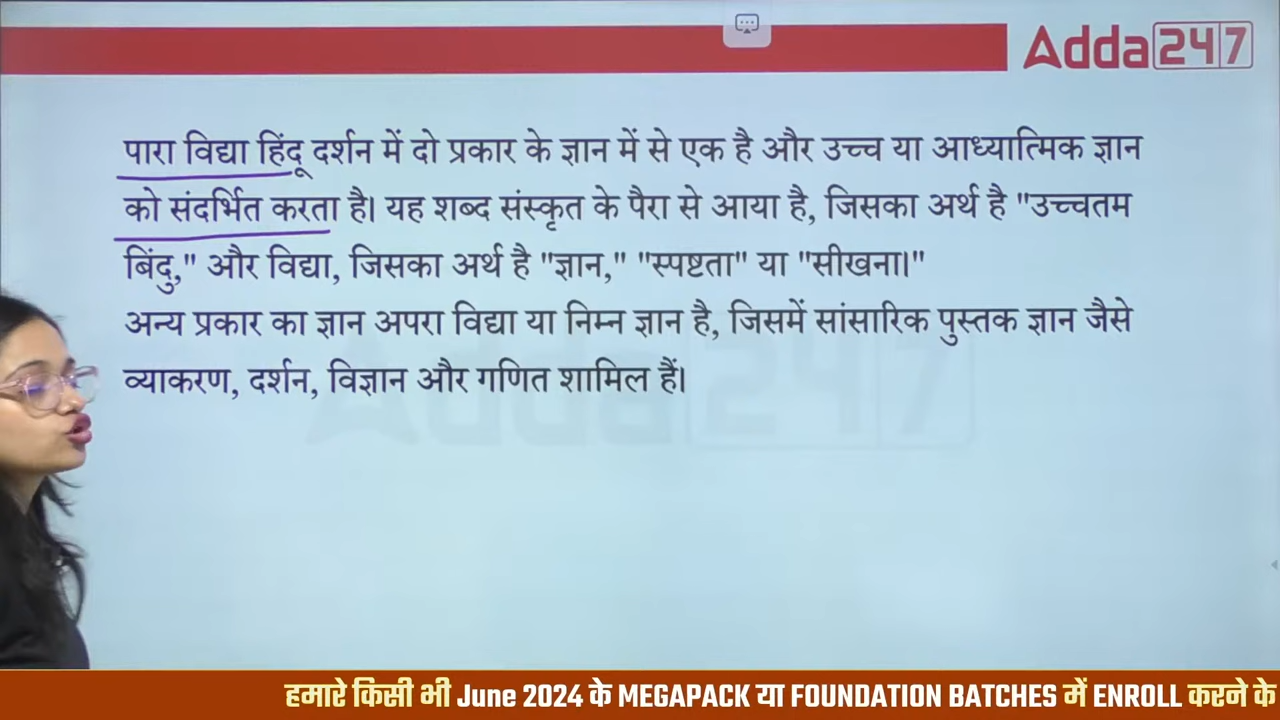 Adda247
पारा विद्या हिंदू दर्शन में दो प्रकार के ज्ञान में से एक है और उच्च या आध्यात्मिक ज्ञान
को संदर्भित करता है। यह शब्द संस्कृत के पैरा से आया है, जिसका अर्थ है "उच्चतम
बिंदु," और विद्या, जिसका अर्थ है "ज्ञान," "स्पष्टता" या "सीखना।"
अन्य प्रकार का ज्ञान अपरा विद्या या निम्न ज्ञान है, जिसमें सांसारिक पुस्तक ज्ञान जैसे
व्याकरण, दर्शन, विज्ञान और गणित शामिल हैं।
Adda247
हमारे किसी भी June 2024 के MEGAPACK या FOUNDATION BATCHES में ENROLL करने के